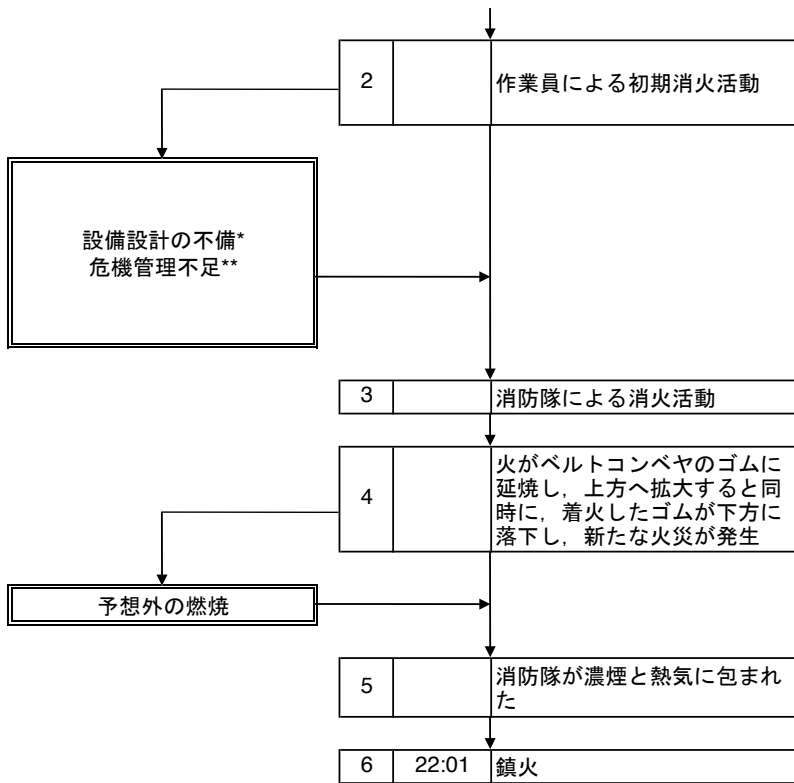 2 作業員による初期消火活動
設備設計の不備*
危機管理不足**
3 消防隊による消火活動
4 火がベルトコンベヤのゴムに
延焼し，上方へ拡大すると同
時に，着火したゴムが下方に
落下し，新たな火災が発生
予想外の燃焼
5 消防隊が濃煙と熱気に包まれ
た
6 22:01 鎮火